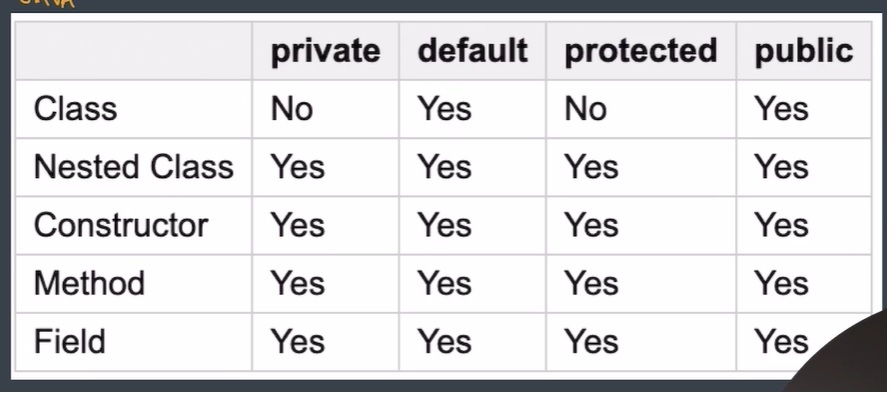 private default protected public
Class No Yes No Yes
Nested Class Yes Yes Yes Yes
Constructor Yes Yes Yes Yes
Method Yes Yes Yes Yes
Field Yes Yes Yes Yes